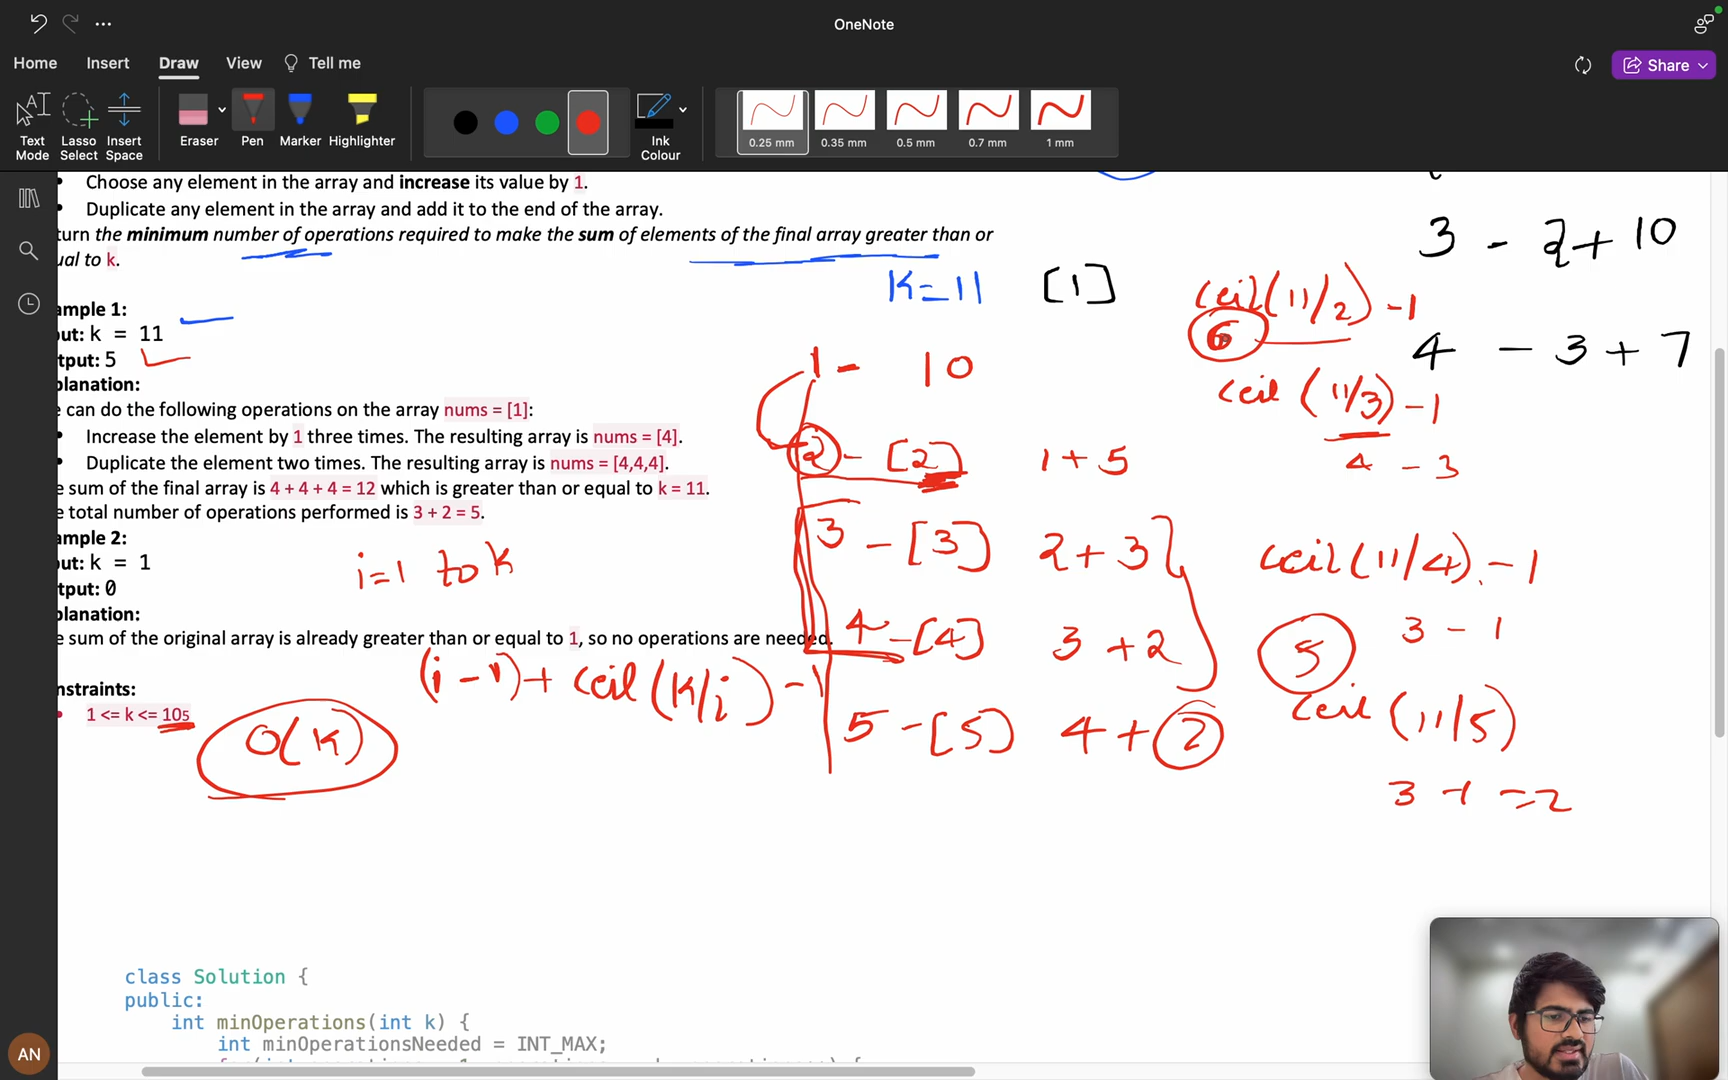 OneNote
Home Insert Draw View Tell me
Share
Text Mode
Lasso Select
Insert Space
Eraser
Pen
Marker
Highlighter
Ink Colour
0.25 mm
0.35 mm
0.5 mm
0.7 mm
1 mm
Choose any element in the array and increase its value by 1.
Duplicate any element in the array and add it to the end of the array.
turn the minimum number of operations required to make the sum of elements of the final array greater than or
ual to k.
ample 1:
out: k = 11
tput: 5
planation:
e can do the following operations on the array nums = [1]:
Increase the element by 1 three times. The resulting array is nums = [4].
Duplicate the element two times. The resulting array is nums = [4,4,4].
e sum of the final array is 4 + 4 + 4 = 12 which is greater than or equal to k = 11.
e total number of operations performed is 3 + 2 = 5.
ample 2:
out: k = 1
tput: 0
planation:
e sum of the original array is already greater than or equal to 1, so no operations are needed.
nstraints:
1 <= k <= 105
i=1 to k
(i-1)+ ceil(k/i) -1
O(k)
K=11 [1]
1 - 10
2 - [2] 1+5
3 - [3] 2+3
4 - [4] 3+2
5 - [5] 4+2
3 - 2+10
4 - 3+7
ceil(11/2) -1
6
ceil (11/3) -1
4 - 3
ceil(11/4) -1
3 - 1
5
ceil (11/5)
3 -1 =2
class Solution {
public:
int minOperations(int k) {
int minOperationsNeeded = INT_MAX;
AN